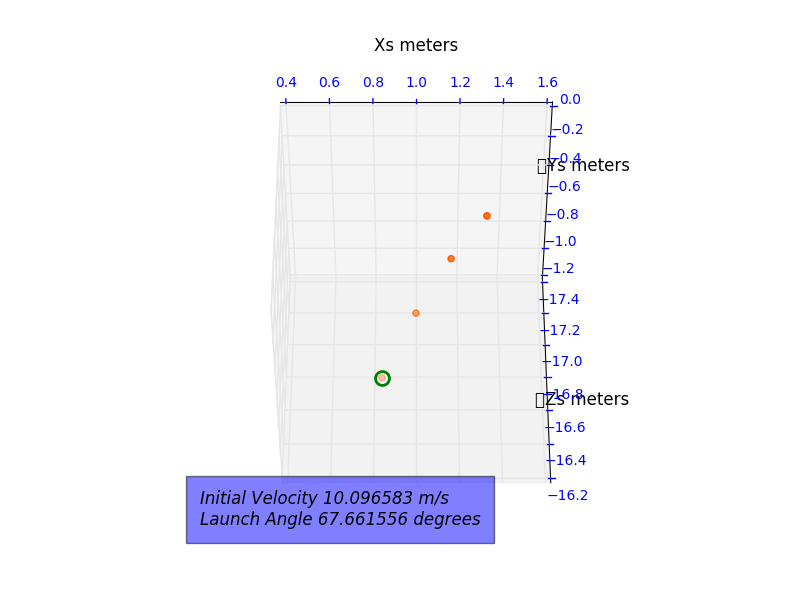 Xs meters
0.4 0.6 0.8 1.0 1.2 1.4 1.6
0.0
−0.2
−0.4
Ys meters
−0.6
−0.8
−1.0
−1.2
−17.4
−17.2
−17.0
−16.8
Zs meters
−16.6
−16.4
−16.2
Initial Velocity 10.096583 m/s
Launch Angle 67.661556 degrees